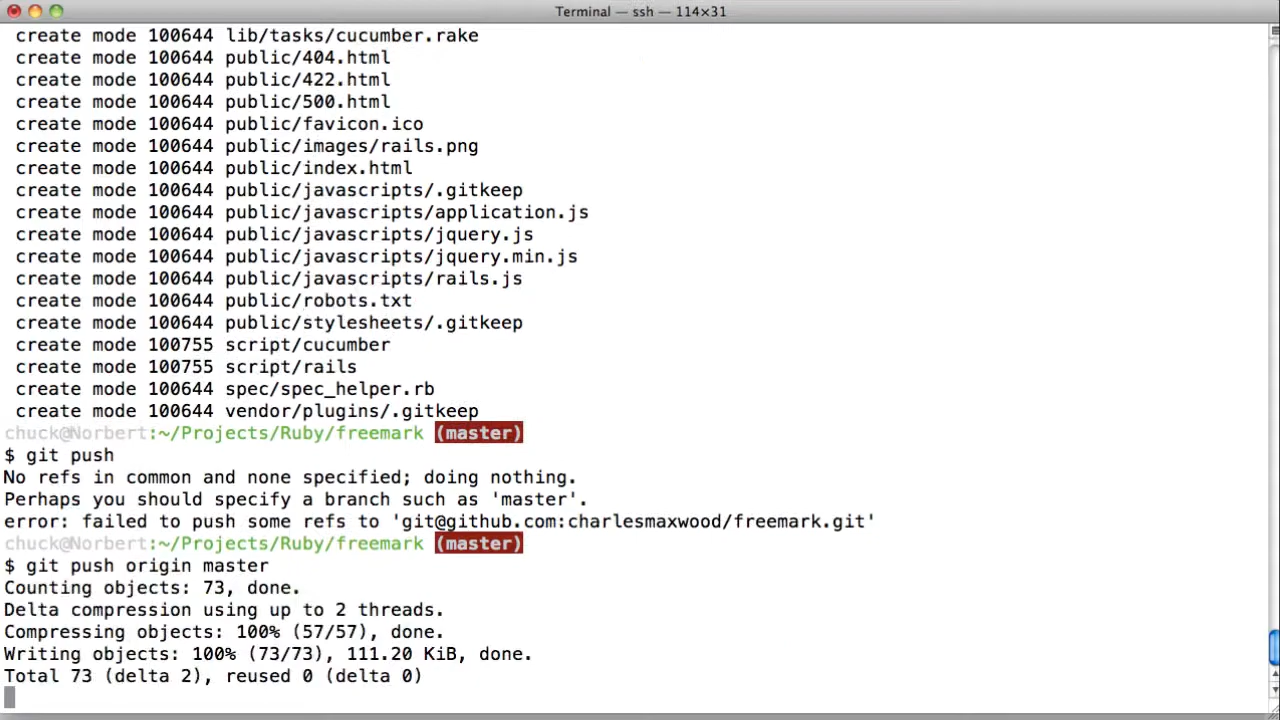 Terminal — ssh — 114×31
create mode 100644 lib/tasks/cucumber.rake
create mode 100644 public/404.html
create mode 100644 public/422.html
create mode 100644 public/500.html
create mode 100644 public/favicon.ico
create mode 100644 public/images/rails.png
create mode 100644 public/index.html
create mode 100644 public/javascripts/.gitkeep
create mode 100644 public/javascripts/application.js
create mode 100644 public/javascripts/jquery.js
create mode 100644 public/javascripts/jquery.min.js
create mode 100644 public/javascripts/rails.js
create mode 100644 public/robots.txt
create mode 100644 public/stylesheets/.gitkeep
create mode 100755 script/cucumber
create mode 100755 script/rails
create mode 100644 spec/spec_helper.rb
create mode 100644 vendor/plugins/.gitkeep
chuck@Norbert:~/Projects/Ruby/freemark (master)
$ git push
No refs in common and none specified; doing nothing.
Perhaps you should specify a branch such as 'master'.
error: failed to push some refs to 'git@github.com:charlesmaxwood/freemark.git'
chuck@Norbert:~/Projects/Ruby/freemark (master)
$ git push origin master
Counting objects: 73, done.
Delta compression using up to 2 threads.
Compressing objects: 100% (57/57), done.
Writing objects: 100% (73/73), 111.20 KiB, done.
Total 73 (delta 2), reused 0 (delta 0)